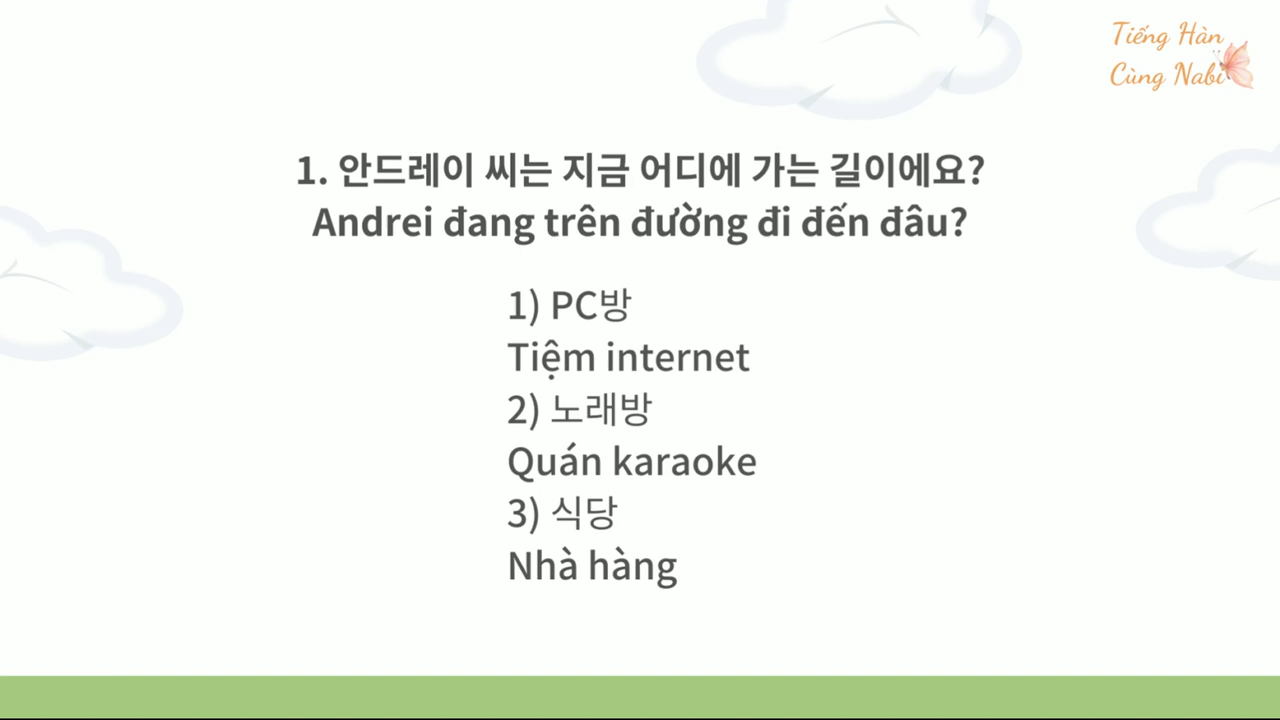 Tiếng Hàn
Cùng Nabi
1. 안드레이 씨는 지금 어디에 가는 길이에요?
Andrei đang trên đường đi đến đâu?
1) PC방
Tiệm internet
2) 노래방
Quán karaoke
3) 식당
Nhà hàng